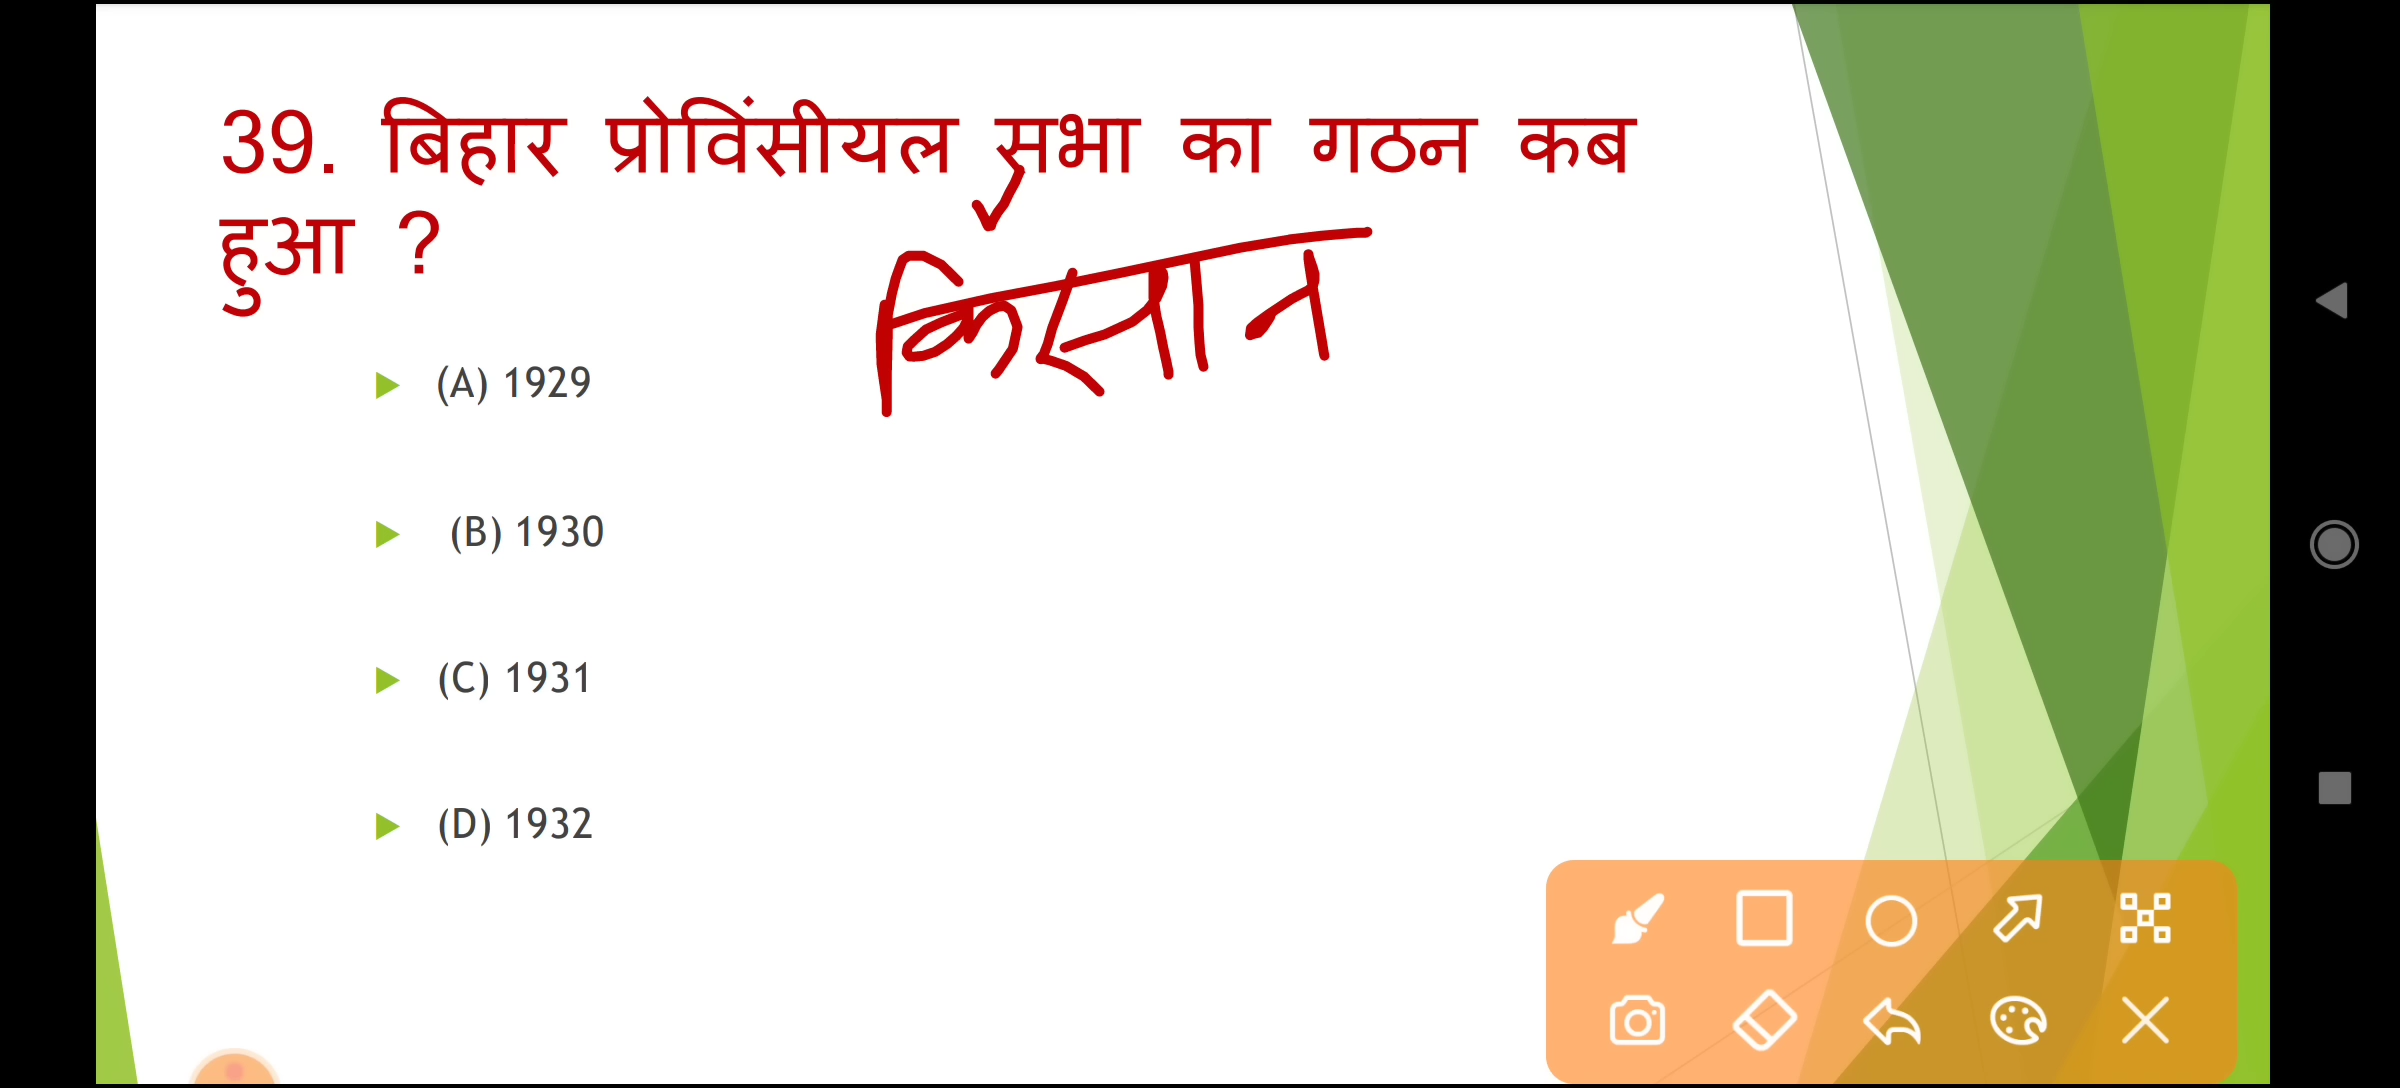 39. बिहार प्रोविंसीयल सभा का गठन कब
हुआ ?
किसान
(A) 1929
(B) 1930
(C) 1931
(D) 1932